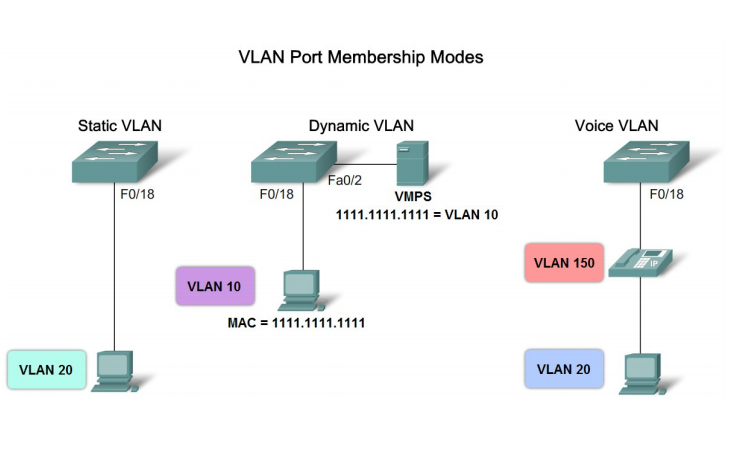 VLAN Port Membership Modes
Static VLAN
F0/18
VLAN 20
Dynamic VLAN
F0/18
Fa0/2
VMPS
1111.1111.1111 = VLAN 10
VLAN 10
MAC = 1111.1111.1111
Voice VLAN
F0/18
VLAN 150
IP
VLAN 20